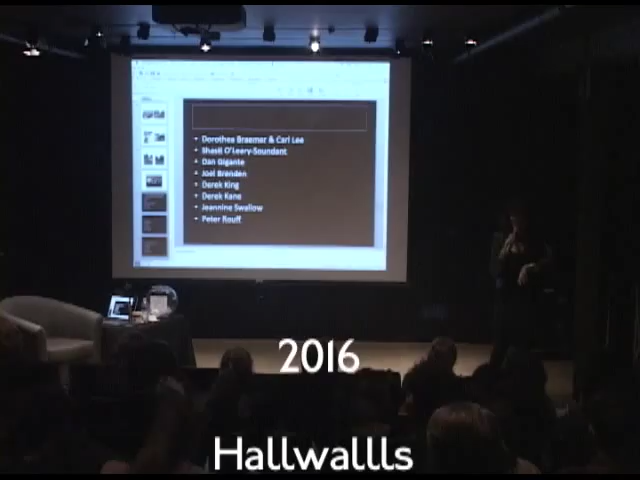 • Dorothea Braemer & Carl Lee
• Shasti O'Leary-Soundant
• Dan Gigante
• Joel Brenden
• Derek King
• Derek Kane
• Jeannine Swallow
• Peter Rouff
2016
Hallwallls